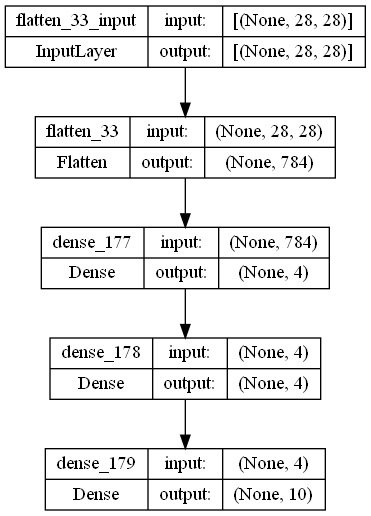 flatten_33_input input: [(None, 28, 28)]
InputLayer output: [(None, 28, 28)]
flatten_33 input: (None, 28, 28)
Flatten output: (None, 784)
dense_177 input: (None, 784)
Dense output: (None, 4)
dense_178 input: (None, 4)
Dense output: (None, 4)
dense_179 input: (None, 4)
Dense output: (None, 10)